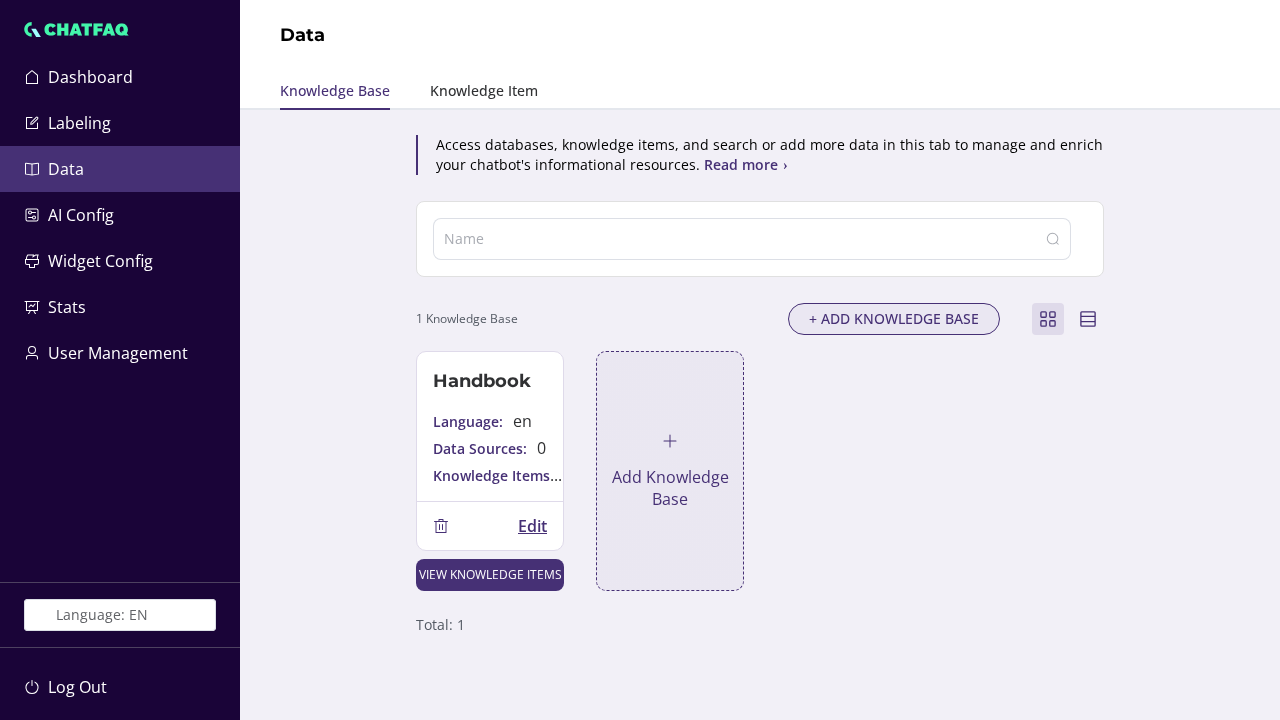 CHATFAQ
Dashboard
Labeling
Data
AI Config
Widget Config
Stats
User Management
Language: EN
Log Out
Data
Knowledge Base
Knowledge Item
Access databases, knowledge items, and search or add more data in this tab to manage and enrich
your chatbot's informational resources. Read more ›
Name
1 Knowledge Base
+ ADD KNOWLEDGE BASE
Handbook
Language: en
Data Sources: 0
Knowledge Items...
Edit
VIEW KNOWLEDGE ITEMS
Add Knowledge
Base
Total: 1